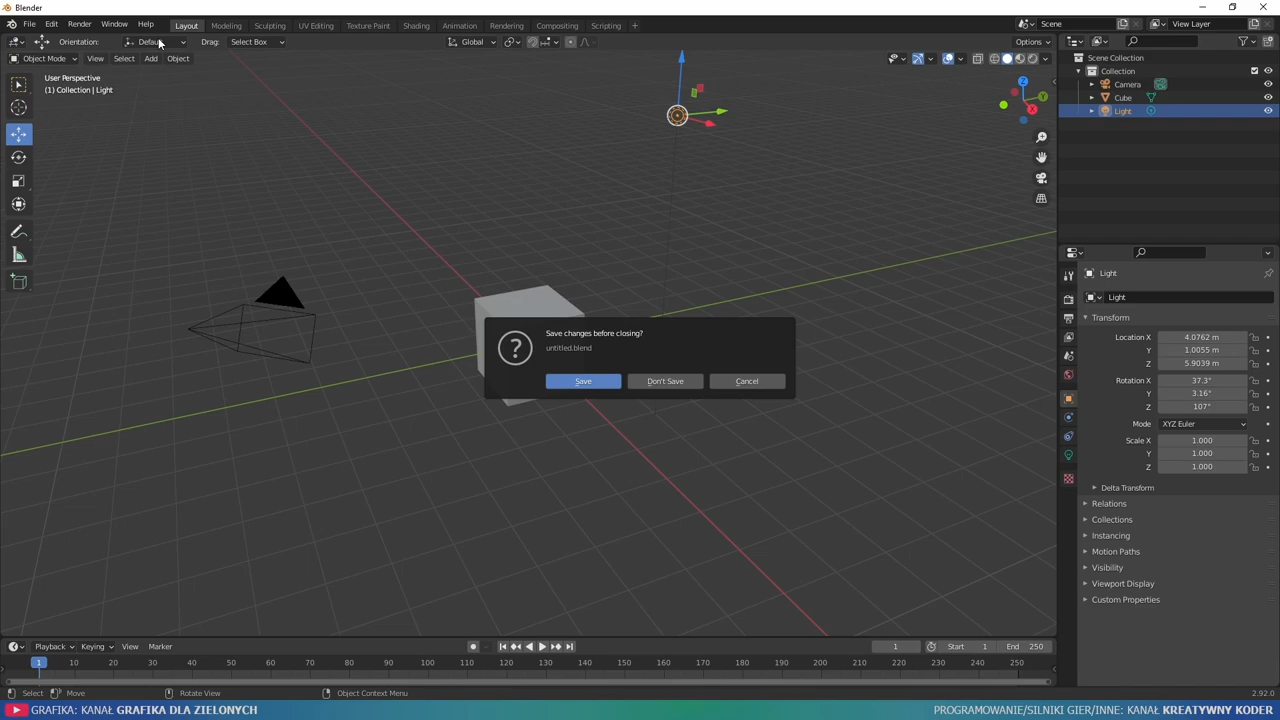 Blender
File Edit Render Window Help Layout Modeling Sculpting UV Editing Texture Paint Shading Animation Rendering Compositing Scripting + Scene View Layer
Orientation: Default Drag: Select Box Global Options
Object Mode View Select Add Object
User Perspective
(1) Collection | Light
Z
Y
X
Scene Collection
Collection
Camera
Cube
Light
Light
Light
Transform
Location X 4.0762 m
Y 1.0055 m
Z 5.9039 m
Rotation X 37.3°
Y 3.16°
Z 107°
Mode XYZ Euler
Scale X 1.000
Y 1.000
Z 1.000
Delta Transform
Relations
Collections
Instancing
Motion Paths
Visibility
Viewport Display
Custom Properties
Save changes before closing?
untitled.blend
Save Don't Save Cancel
Playback Keying View Marker 1 Start 1 End 250
1 10 20 30 40 50 60 70 80 90 100 110 120 130 140 150 160 170 180 190 200 210 220 230 240 250
Select Move Rotate View Object Context Menu 2.92.0
GRAFIKA: KANAŁ GRAFIKA DLA ZIELONYCH PROGRAMOWANIE/SILNIKI GIER/INNE: KANAŁ KREATYWNY KODER